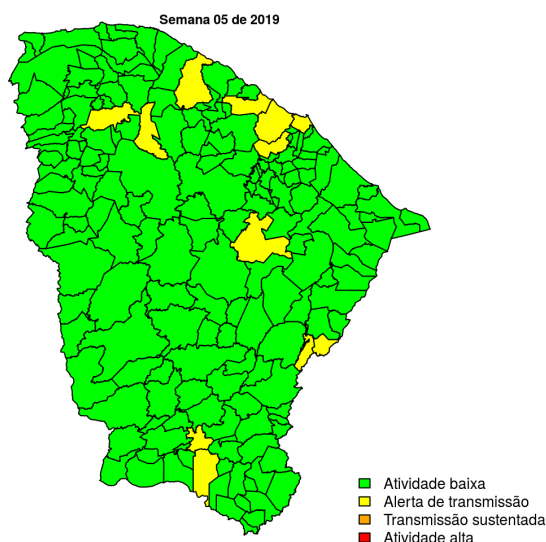 Semana 05 de 2019
Atividade baixa
Alerta de transmissão
Transmissão sustentada
Atividade alta